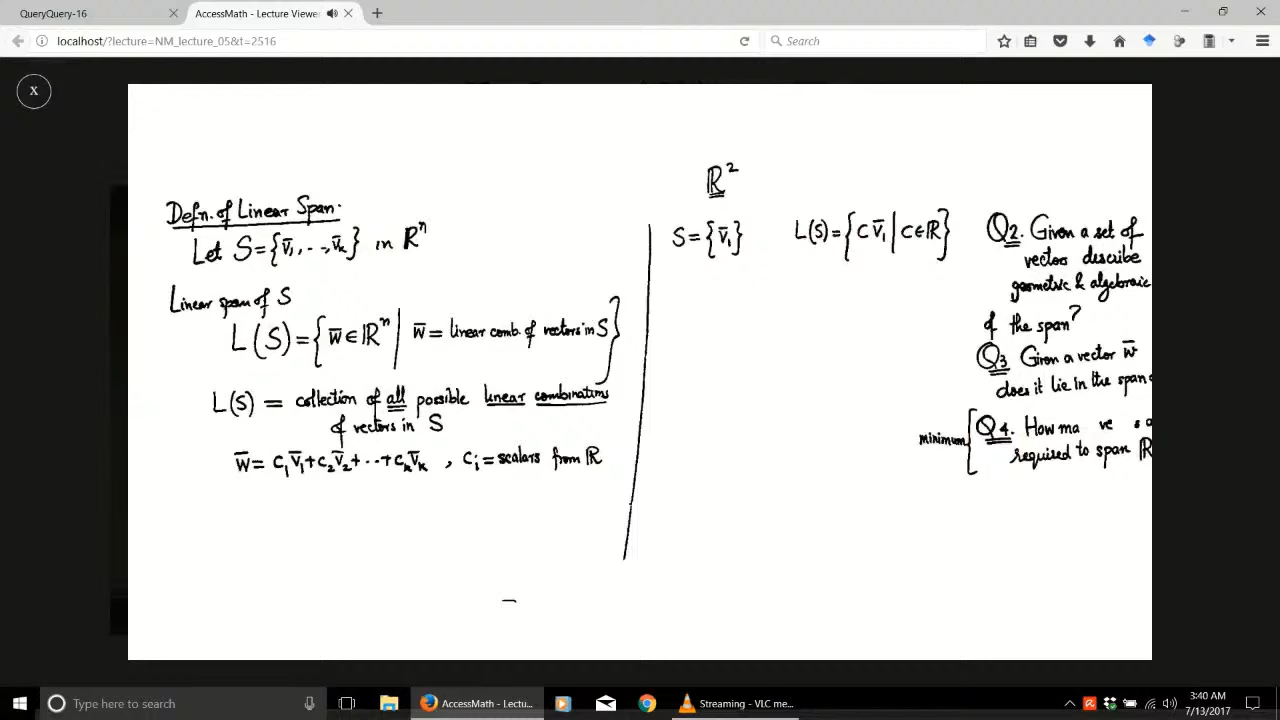 QueryQuery-16
AccessMath - Lecture Viewer
localhost/?lecture=NM_lecture_05&t=2516
Search
x
Defn. of Linear Span.
Let S = {v̄₁, ..., v̄ₖ} in ℝⁿ
Linear span of S
L(S) = {w̄ ∈ ℝⁿ | w̄ = linear comb. of vectors in S}
L(S) = collection of all possible linear combinations
of vectors in S
w̄ = c₁v̄₁ + c₂v̄₂ + ... + cₖv̄ₖ , cᵢ = scalars from ℝ
ℝ²
S = {v̄₁} L(S) = {c v̄₁ | c ∈ ℝ}
Q2. Given a set of
vectors describe
geometric & algebraic
of the span?
Q3. Given a vector w̄
does it lie in the span
minimum
Q4. How ma ve s
required to span ℝ
Type here to search
AccessMath - Lectu...
Streaming - VLC me...
3:40 AM
7/13/2017